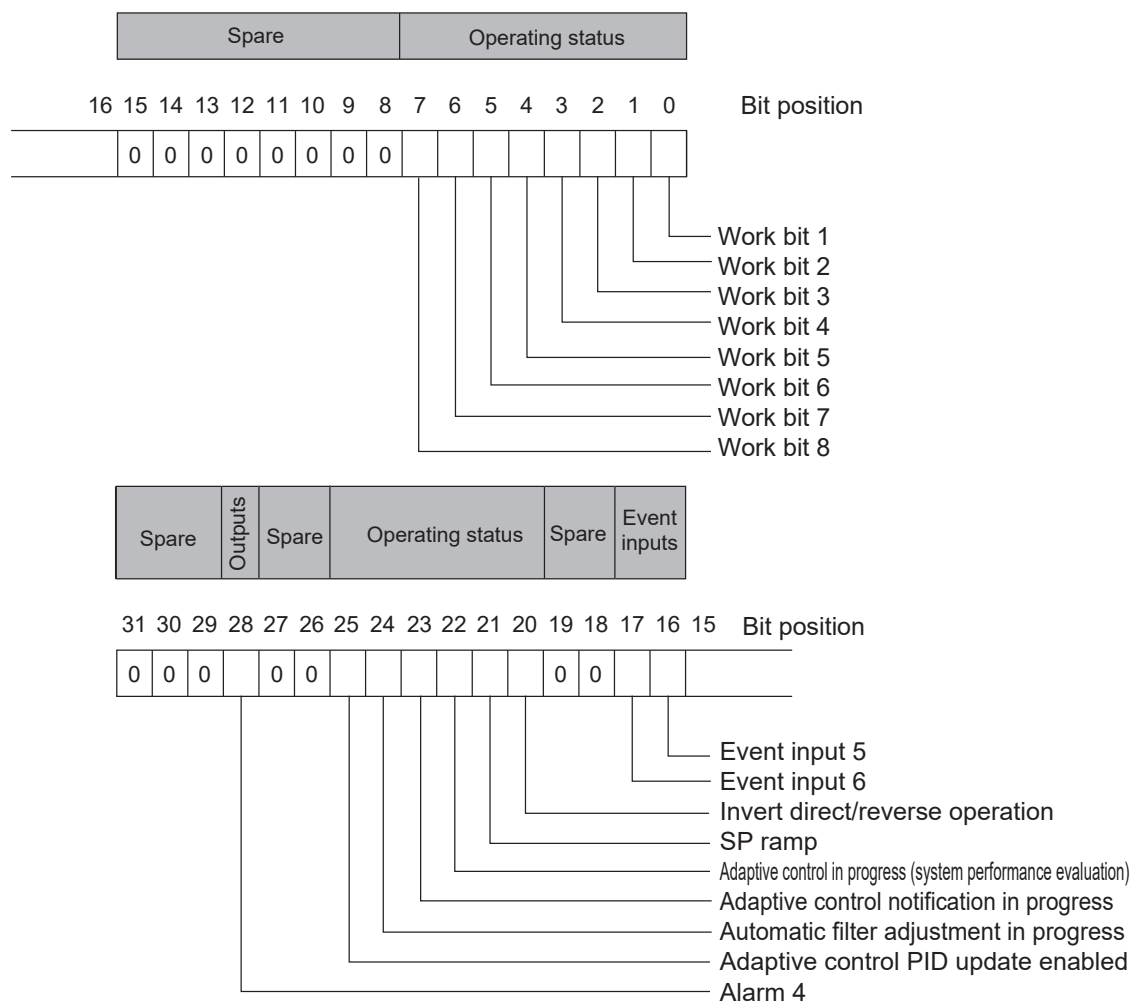 Spare Operating status
16 15 14 13 12 11 10 9 8 7 6 5 4 3 2 1 0 Bit position
0 0 0 0 0 0 0 0
Work bit 1
Work bit 2
Work bit 3
Work bit 4
Work bit 5
Work bit 6
Work bit 7
Work bit 8
Spare Outputs Spare Operating status Spare Event inputs
31 30 29 28 27 26 25 24 23 22 21 20 19 18 17 16 15 Bit position
0 0 0 0 0 0 0
Event input 5
Event input 6
Invert direct/reverse operation
SP ramp
Adaptive control in progress (system performance evaluation)
Adaptive control notification in progress
Automatic filter adjustment in progress
Adaptive control PID update enabled
Alarm 4